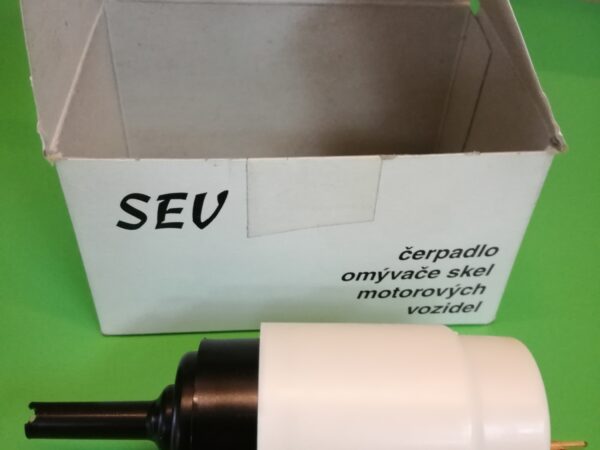 SEV
čerpadlo
omývače skel
motorových
vozidel